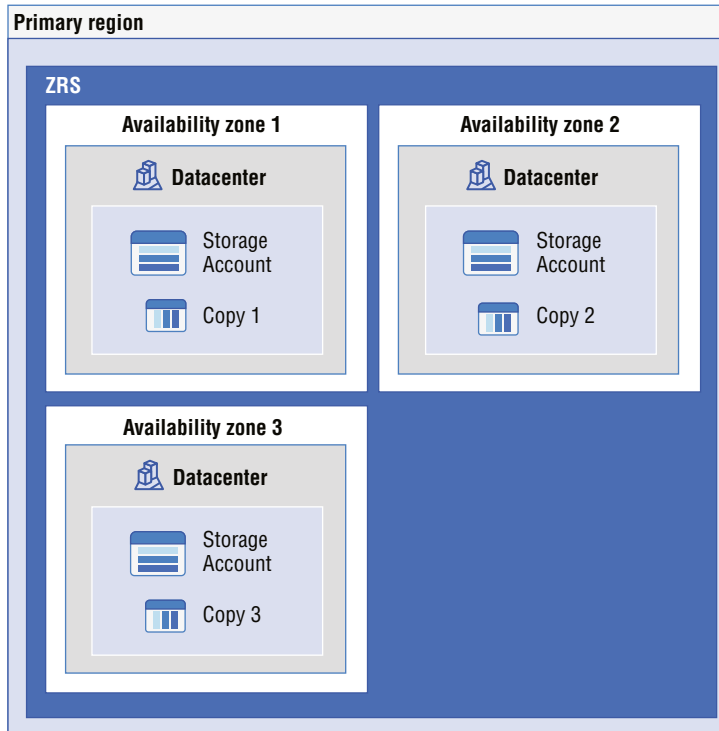 Primary region
ZRS
Availability zone 1
Datacenter
Storage
Account
Copy 1
Availability zone 2
Datacenter
Storage
Account
Copy 2
Availability zone 3
Datacenter
Storage
Account
Copy 3